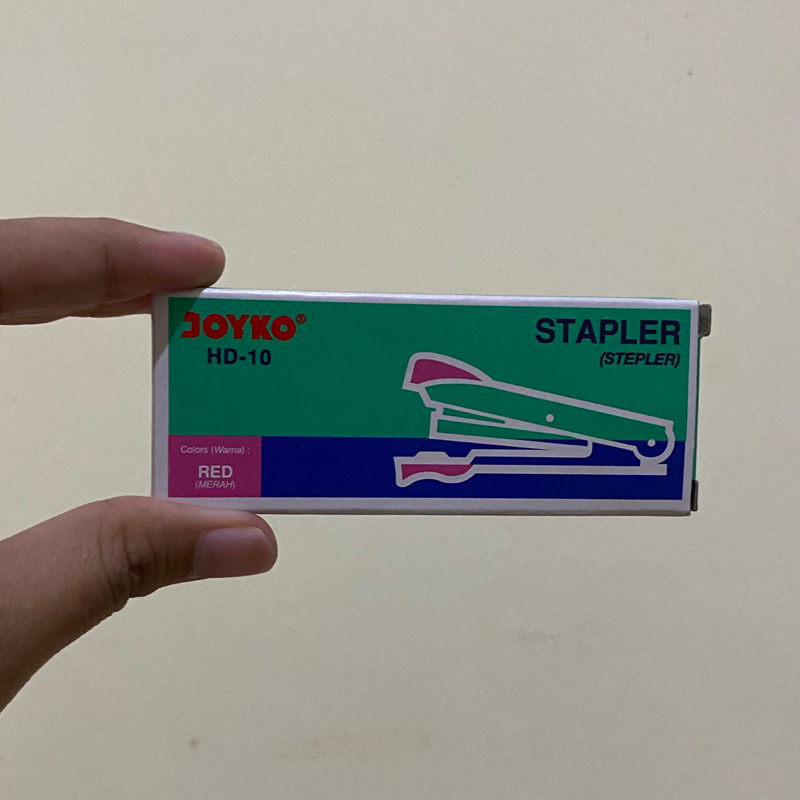 JOYKO®
HD-10
STAPLER
(STEPLER)
Colors (Warna) :
RED
(MERAH)